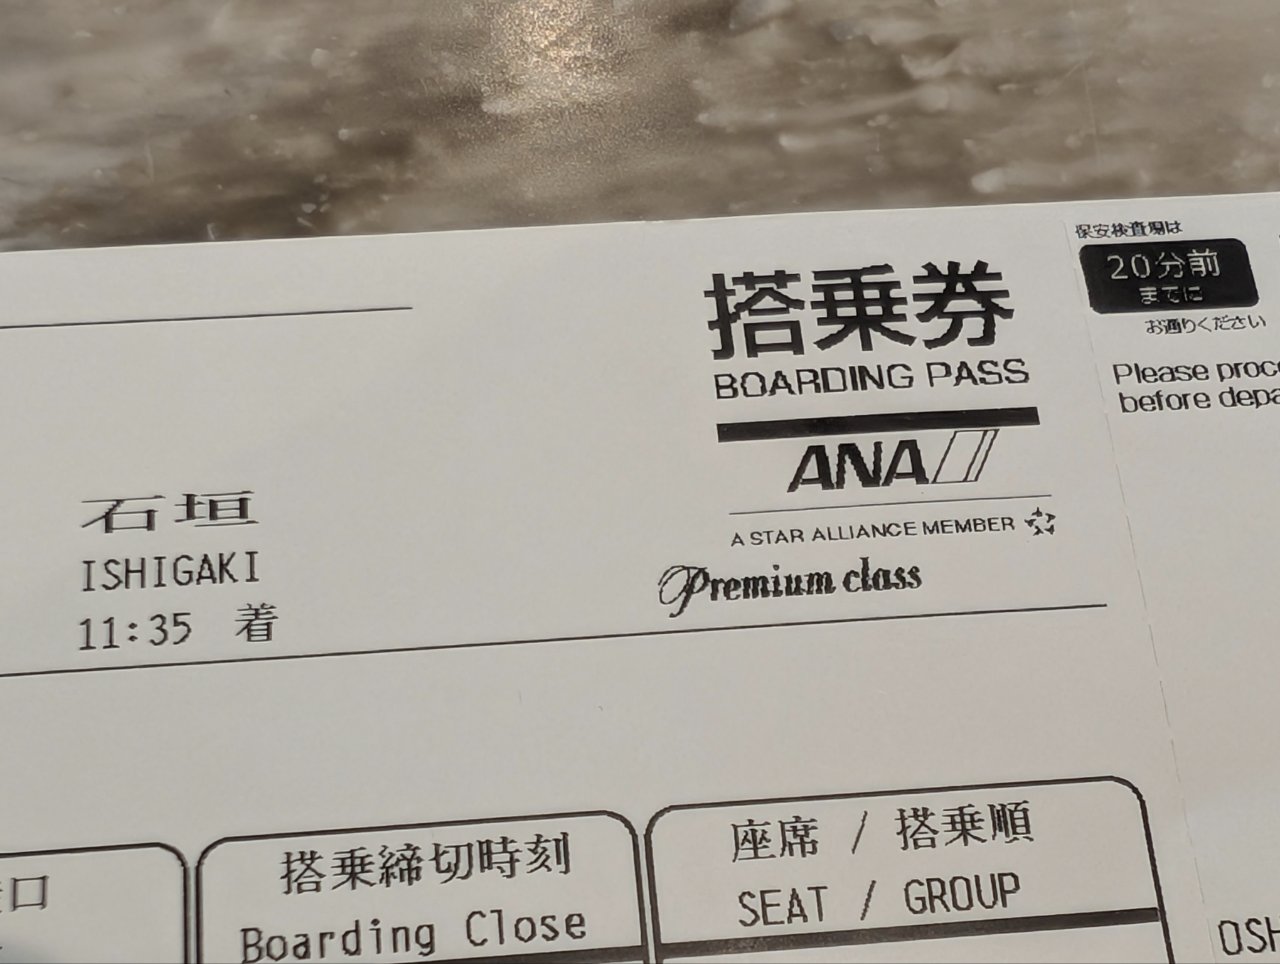 搭乗券
BOARDING PASS
ANA
A STAR ALLIANCE MEMBER
Premium class
石垣
ISHIGAKI
11:35 着
口
搭乗締切時刻
Boarding Close
座席 / 搭乗順
SEAT / GROUP
保安検査場は
20分前
までに
お通りください
Please proc
before depa
OSH